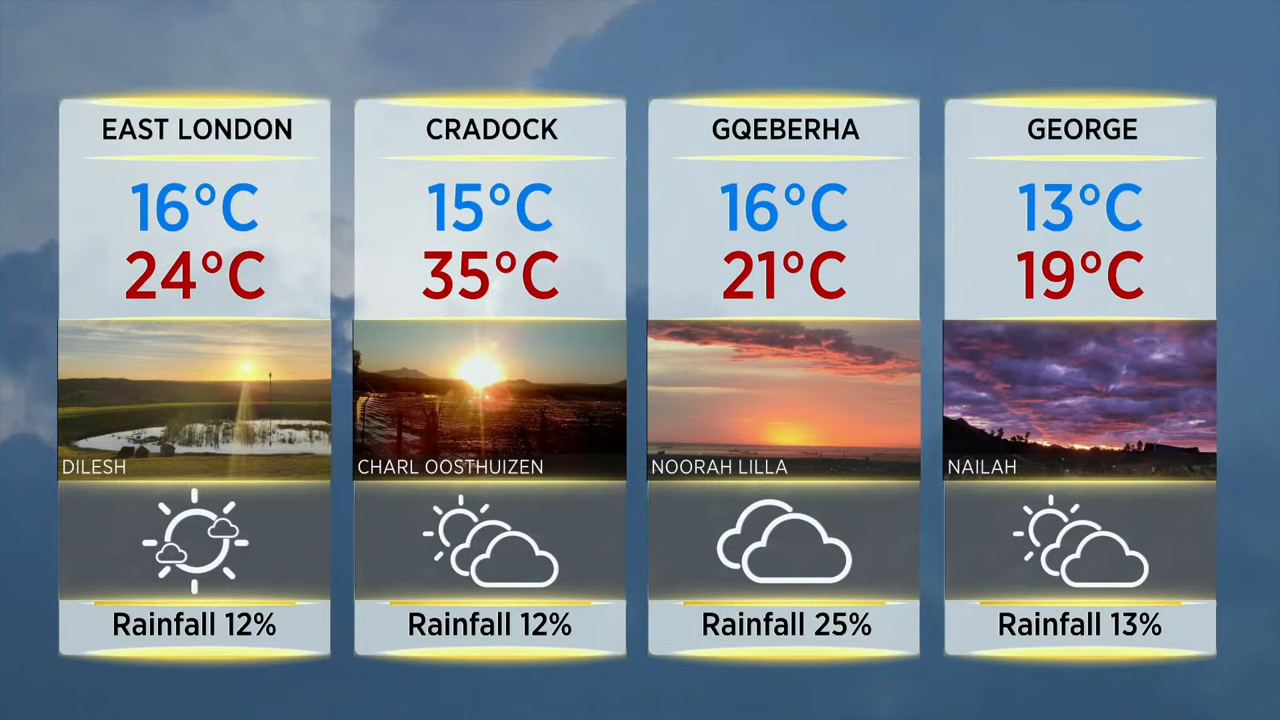 EAST LONDON
16°C
24°C
DILESH
Rainfall 12%
CRADOCK
15°C
35°C
CHARL OOSTHUIZEN
Rainfall 12%
GQEBERHA
16°C
21°C
NOORAH LILLA
Rainfall 25%
GEORGE
13°C
19°C
NAILAH
Rainfall 13%